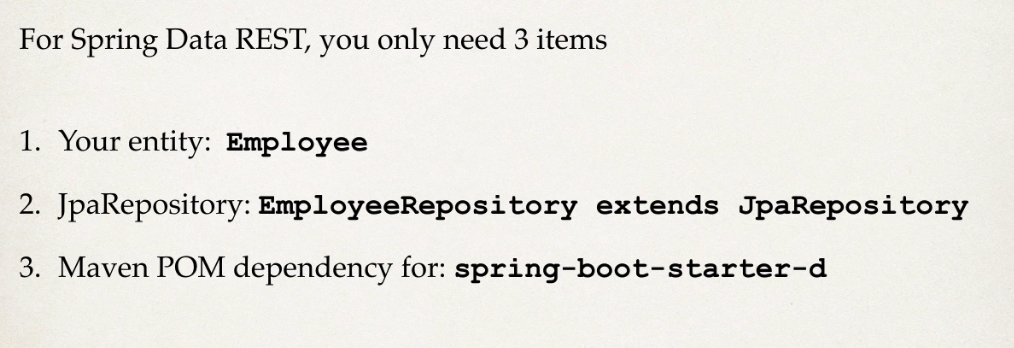 For Spring Data REST, you only need 3 items
1. Your entity: Employee
2. JpaRepository: EmployeeRepository extends JpaRepository
3. Maven POM dependency for: spring-boot-starter-d